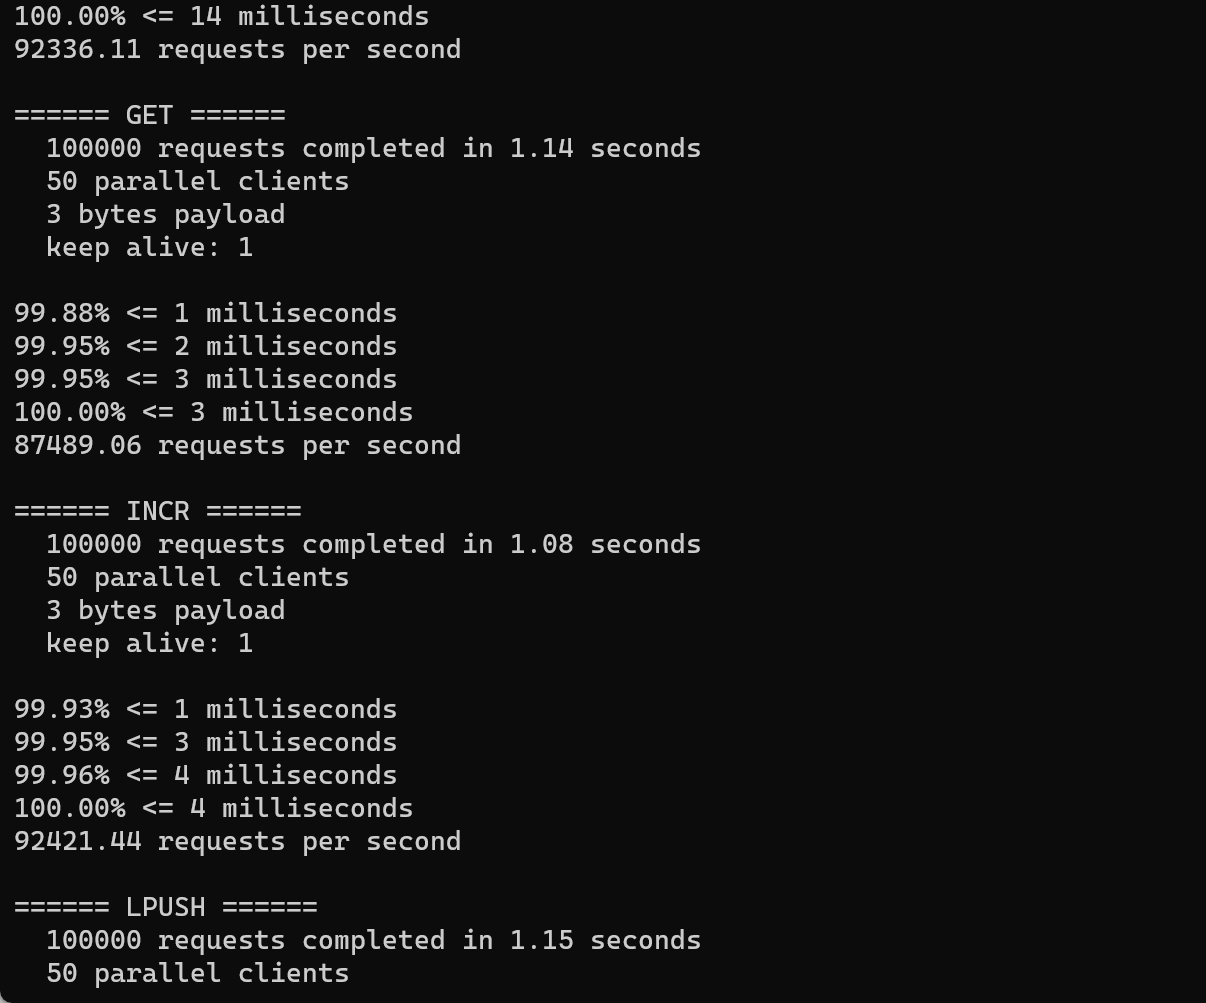 100.00% <= 14 milliseconds
92336.11 requests per second

====== GET ======
  100000 requests completed in 1.14 seconds
  50 parallel clients
  3 bytes payload
  keep alive: 1

99.88% <= 1 milliseconds
99.95% <= 2 milliseconds
99.95% <= 3 milliseconds
100.00% <= 3 milliseconds
87489.06 requests per second

====== INCR ======
  100000 requests completed in 1.08 seconds
  50 parallel clients
  3 bytes payload
  keep alive: 1

99.93% <= 1 milliseconds
99.95% <= 3 milliseconds
99.96% <= 4 milliseconds
100.00% <= 4 milliseconds
92421.44 requests per second

====== LPUSH ======
  100000 requests completed in 1.15 seconds
  50 parallel clients